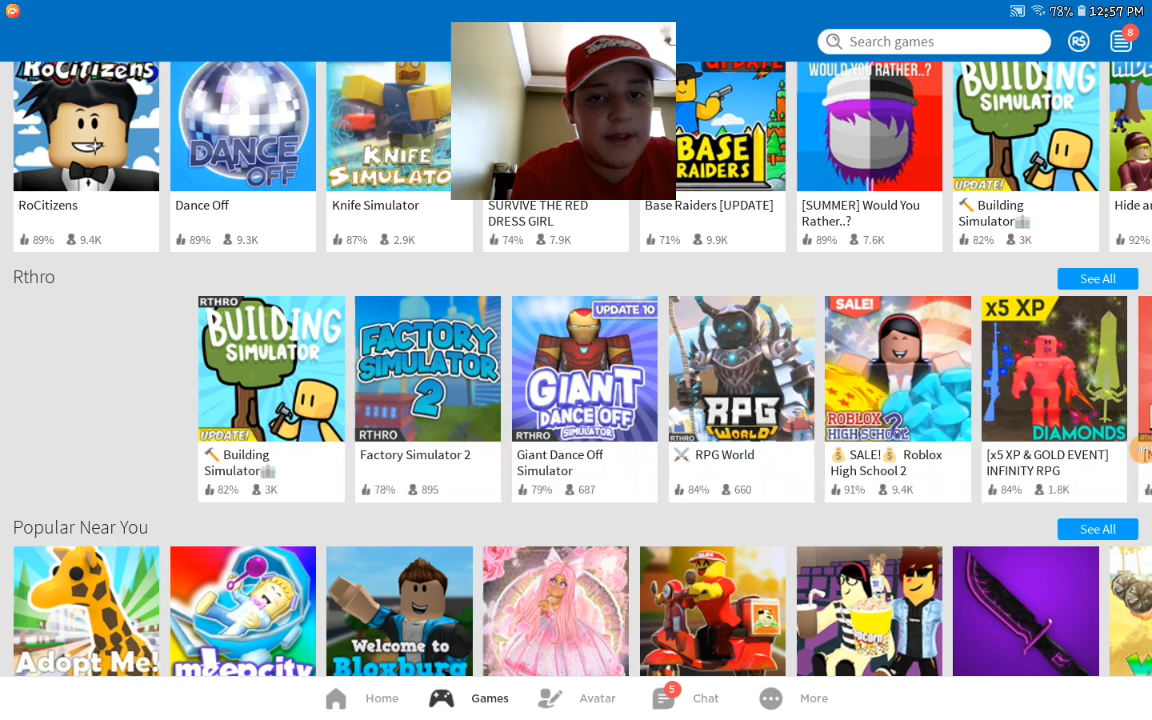 78% 12:57 PM
Search games
R$
8
RoCitizens
DANCE OFF
KNIFE SIMULATO
UPDATE
BASE RAIDERS
WOULD YOU RATHER..?
BUILDING SIMULATOR
UPDATE!
HIDE
RoCitizens
Dance Off
Knife Simulator
SURVIVE THE RED DRESS GIRL
Base Raiders [UPDATE]
[SUMMER] Would You Rather..?
🔨 Building Simulator🏰
Hide ar
89% 9.4K
89% 9.3K
87% 2.9K
74% 7.9K
71% 9.9K
89% 7.6K
82% 3K
92%
Rthro
See All
RTHRO
BUILDING SIMULATOR
UPDATE!
FACTORY SIMULATOR 2
RTHRO
UPDATE 10
GIANT DANCE OFF SIMULATOR
RTHRO
RPG WORLD
RTHRO
SALE!
ROBLOX HIGH SCHOOL 2
x5 XP
DIAMONDS
🔨 Building Simulator🏰
Factory Simulator 2
Giant Dance Off Simulator
⚔️ RPG World
💰 SALE!💰 Roblox High School 2
[x5 XP & GOLD EVENT] INFINITY RPG
82% 3K
78% 895
79% 687
84% 660
91% 9.4K
84% 1.8K
Popular Near You
See All
Adopt Me!
meepcity
Welcome to Bloxburg
Home
Games
Avatar
5
Chat
More